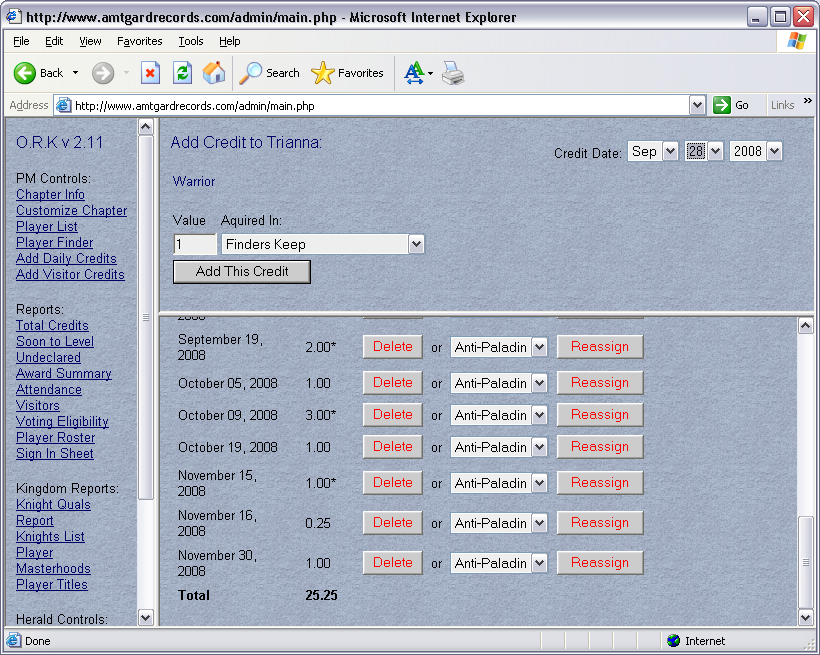 http://www.amtgardrecords.com/admin/main.php - Microsoft Internet Explorer
File Edit View Favorites Tools Help
Back Search Favorites
Address http://www.amtgardrecords.com/admin/main.php Go Links »
O.R.K v 2.11
PM Controls:
Chapter Info
Customize Chapter
Player List
Player Finder
Add Daily Credits
Add Visitor Credits
Reports:
Total Credits
Soon to Level
Undeclared
Award Summary
Attendance
Visitors
Voting Eligibility
Player Roster
Sign In Sheet
Kingdom Reports:
Knight Quals
Report
Knights List
Player
Masterhoods
Player Titles
Herald Controls:
Add Credit to Trianna:
Credit Date: Sep 28 2008
Warrior
Value Aquired In:
1 Finders Keep
Add This Credit
2008
September 19,
2008 2.00* Delete or Anti-Paladin Reassign
October 05, 2008 1.00 Delete or Anti-Paladin Reassign
October 09, 2008 3.00* Delete or Anti-Paladin Reassign
October 19, 2008 1.00 Delete or Anti-Paladin Reassign
November 15,
2008 1.00* Delete or Anti-Paladin Reassign
November 16,
2008 0.25 Delete or Anti-Paladin Reassign
November 30,
2008 1.00 Delete or Anti-Paladin Reassign
Total 25.25
Done Internet